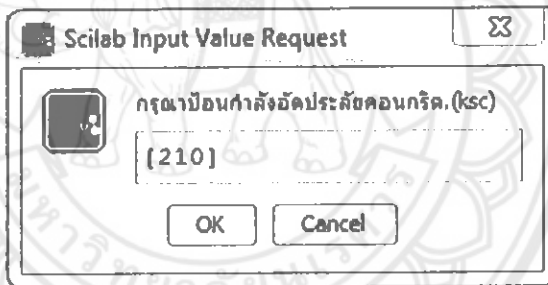 Scilab Input Value Request
กรุณาป้อนกำลังอัดประลัยคอนกรีต.(ksc)
[210]
OK
Cancel